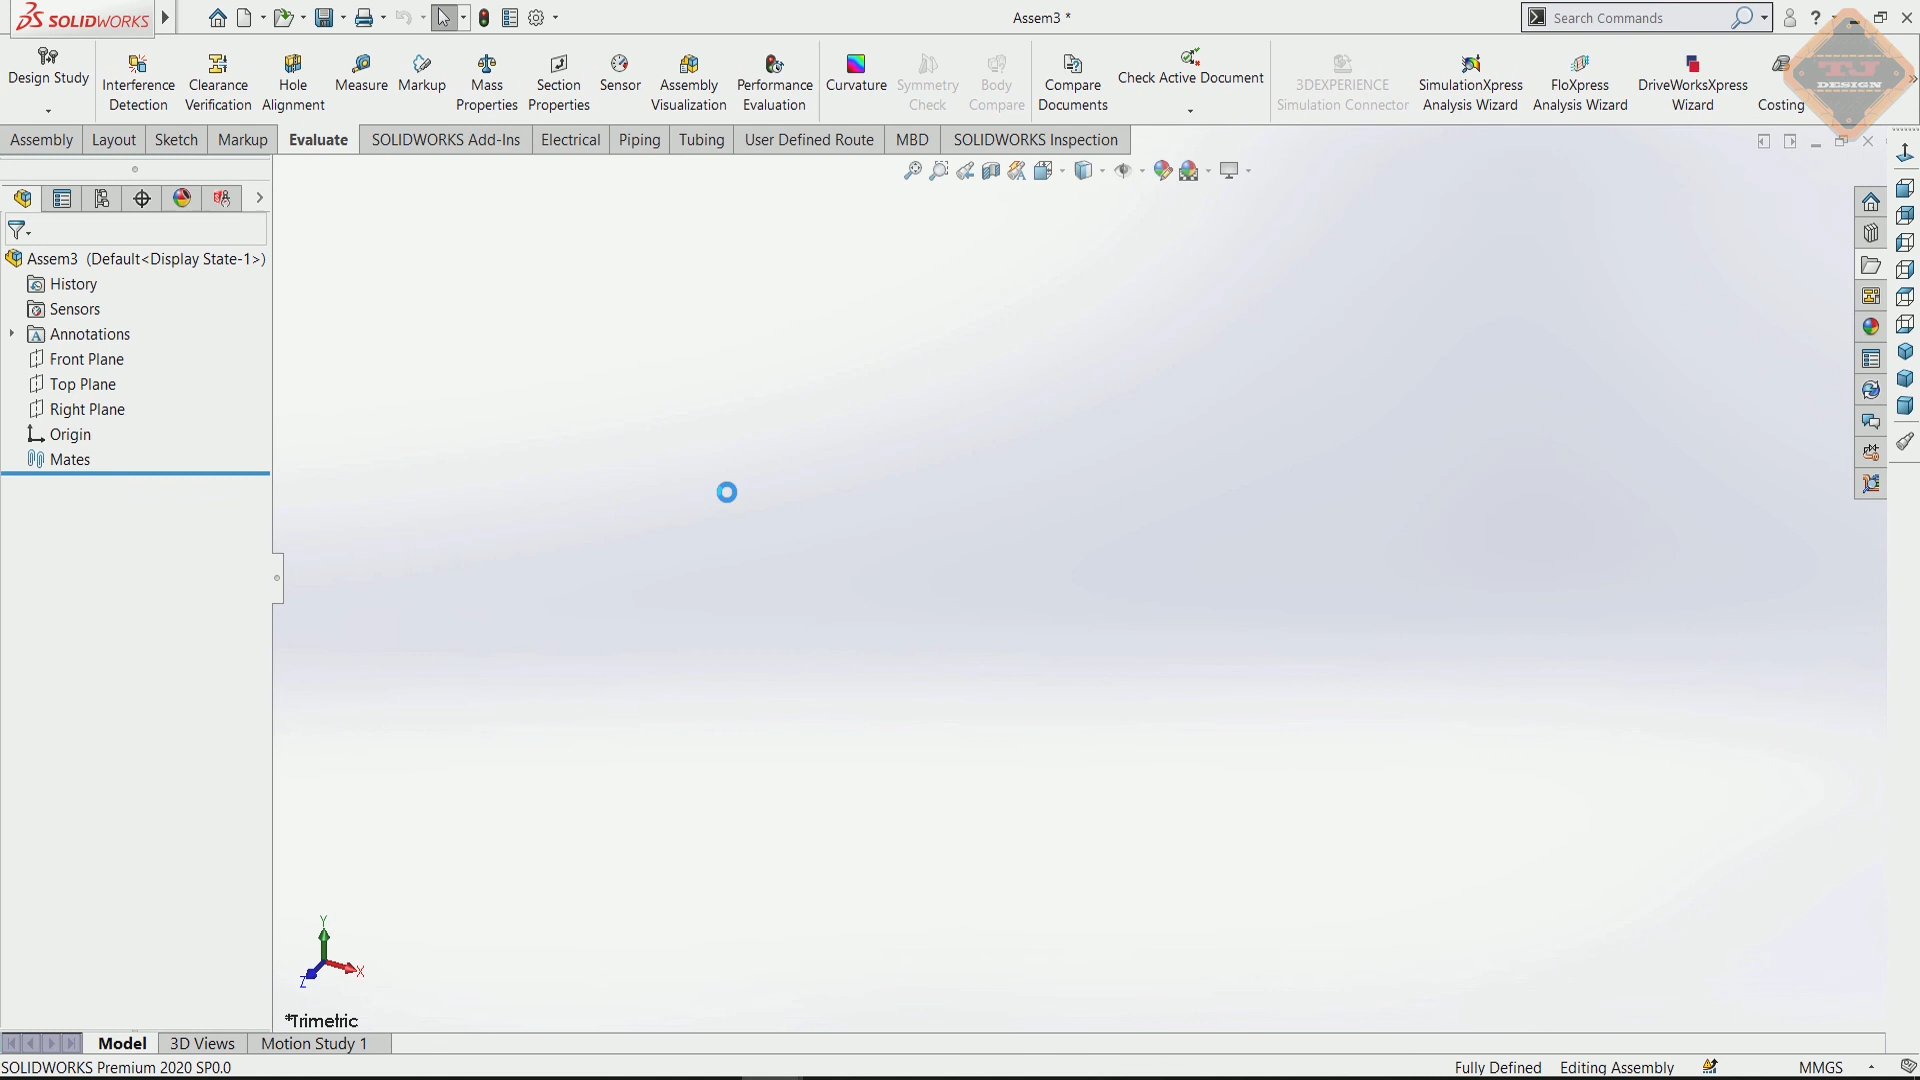 SOLIDWORKS
Assem3 *
Search Commands
?
TJ
DESIGN
Design Study
Interference
Detection
Clearance
Verification
Hole
Alignment
Measure
Markup
Mass
Properties
Section
Properties
Sensor
Assembly
Visualization
Performance
Evaluation
Curvature
Symmetry
Check
Body
Compare
Compare
Documents
Check Active Document
3DEXPERIENCE
Simulation Connector
SimulationXpress
Analysis Wizard
FloXpress
Analysis Wizard
DriveWorksXpress
Wizard
Costing
Assembly
Layout
Sketch
Markup
Evaluate
SOLIDWORKS Add-Ins
Electrical
Piping
Tubing
User Defined Route
MBD
SOLIDWORKS Inspection
Assem3 (Default<Display State-1>)
History
Sensors
Annotations
Front Plane
Top Plane
Right Plane
Origin
Mates
Y
X
Z
*Trimetric
Model
3D Views
Motion Study 1
SOLIDWORKS Premium 2020 SP0.0
Fully Defined
Editing Assembly
MMGS